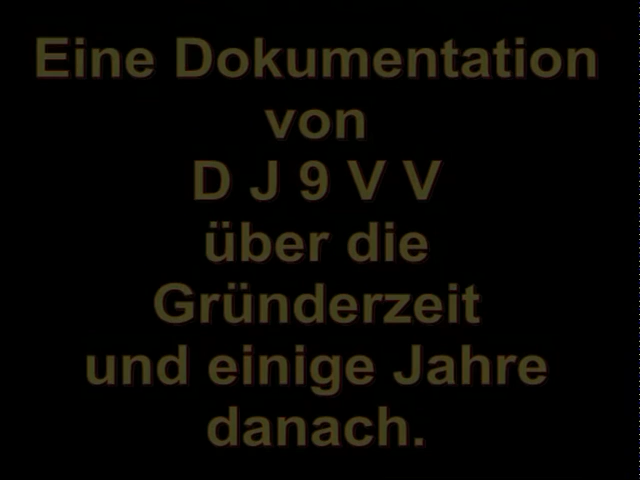 Eine Dokumentation
von
D J 9 V V
über die
Gründerzeit
und einige Jahre
danach.